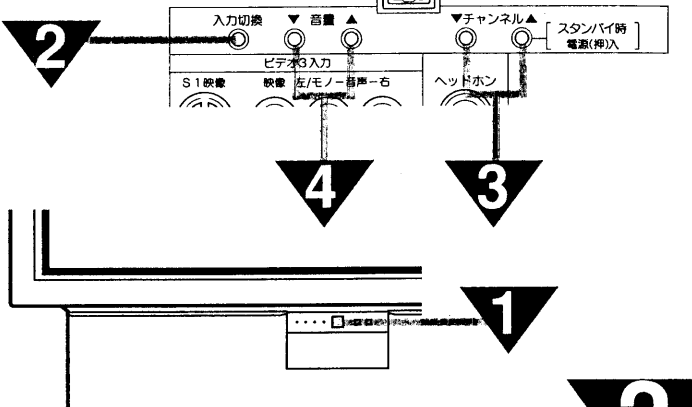 入力切換 ▼ 音量 ▲ ▼チャンネル▲
スタンバイ時
電源(押)入
2
ビデオ3入力
S1映像 映像 左/モノー音声ー右 ヘッドホン
4 3
1
2